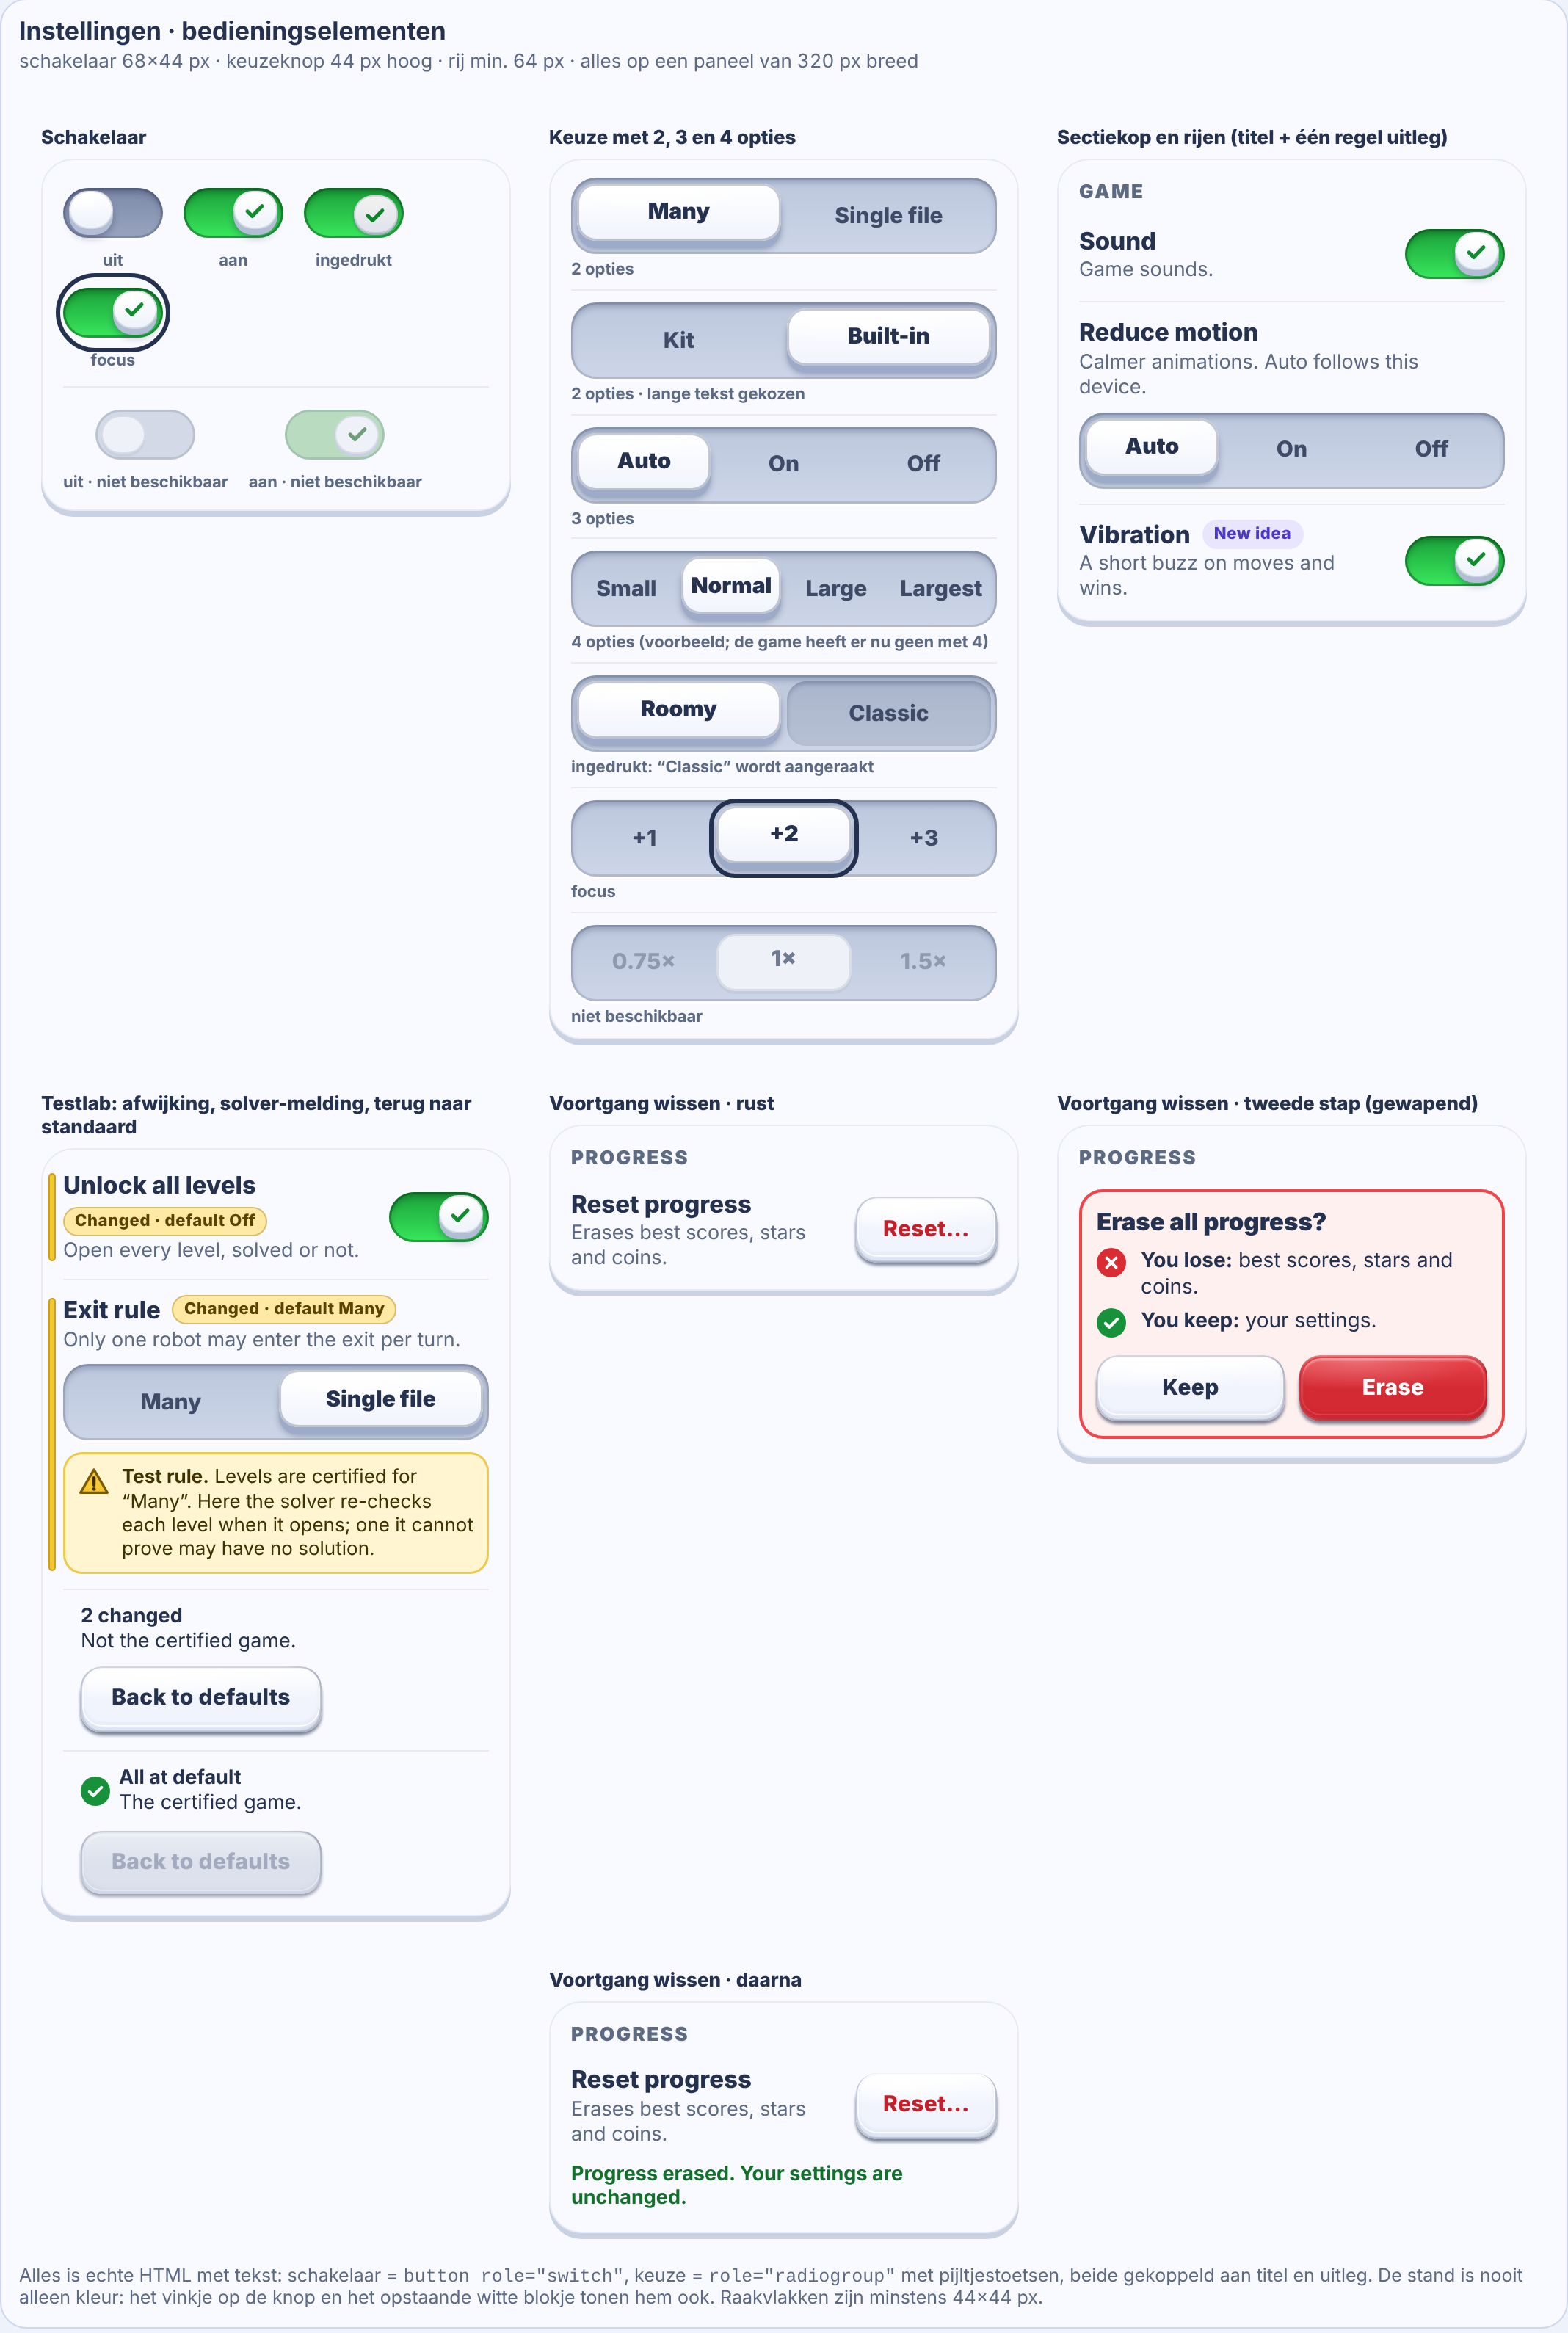 Instellingen · bedieningselementen
schakelaar 68×44 px · keuzeknop 44 px hoog · rij min. 64 px · alles op een paneel van 320 px breed
Schakelaar
uit
aan
ingedrukt
focus
uit · niet beschikbaar
aan · niet beschikbaar
Keuze met 2, 3 en 4 opties
Many
Single file
2 opties
Kit
Built-in
2 opties · lange tekst gekozen
Auto
On
Off
3 opties
Small
Normal
Large
Largest
4 opties (voorbeeld; de game heeft er nu geen met 4)
Roomy
Classic
ingedrukt: “Classic” wordt aangeraakt
+1
+2
+3
focus
0.75×
1×
1.5×
niet beschikbaar
Sectiekop en rijen (titel + één regel uitleg)
GAME
Sound
Game sounds.
Reduce motion
Calmer animations. Auto follows this
device.
Auto
On
Off
Vibration
New idea
A short buzz on moves and
wins.
Testlab: afwijking, solver-melding, terug naar
standaard
Unlock all levels
Changed · default Off
Open every level, solved or not.
Exit rule
Changed · default Many
Only one robot may enter the exit per turn.
Many
Single file
Test rule. Levels are certified for
“Many”. Here the solver re-checks
each level when it opens; one it cannot
prove may have no solution.
2 changed
Not the certified game.
Back to defaults
All at default
The certified game.
Back to defaults
Voortgang wissen · rust
PROGRESS
Reset progress
Erases best scores, stars
and coins.
Reset…
Voortgang wissen · tweede stap (gewapend)
PROGRESS
Erase all progress?
You lose: best scores, stars and
coins.
You keep: your settings.
Keep
Erase
Voortgang wissen · daarna
PROGRESS
Reset progress
Erases best scores, stars
and coins.
Reset…
Progress erased. Your settings are
unchanged.
Alles is echte HTML met tekst: schakelaar = button role="switch", keuze = role="radiogroup" met pijltjestoetsen, beide gekoppeld aan titel en uitleg. De stand is nooit
alleen kleur: het vinkje op de knop en het opstaande witte blokje tonen hem ook. Raakvlakken zijn minstens 44×44 px.